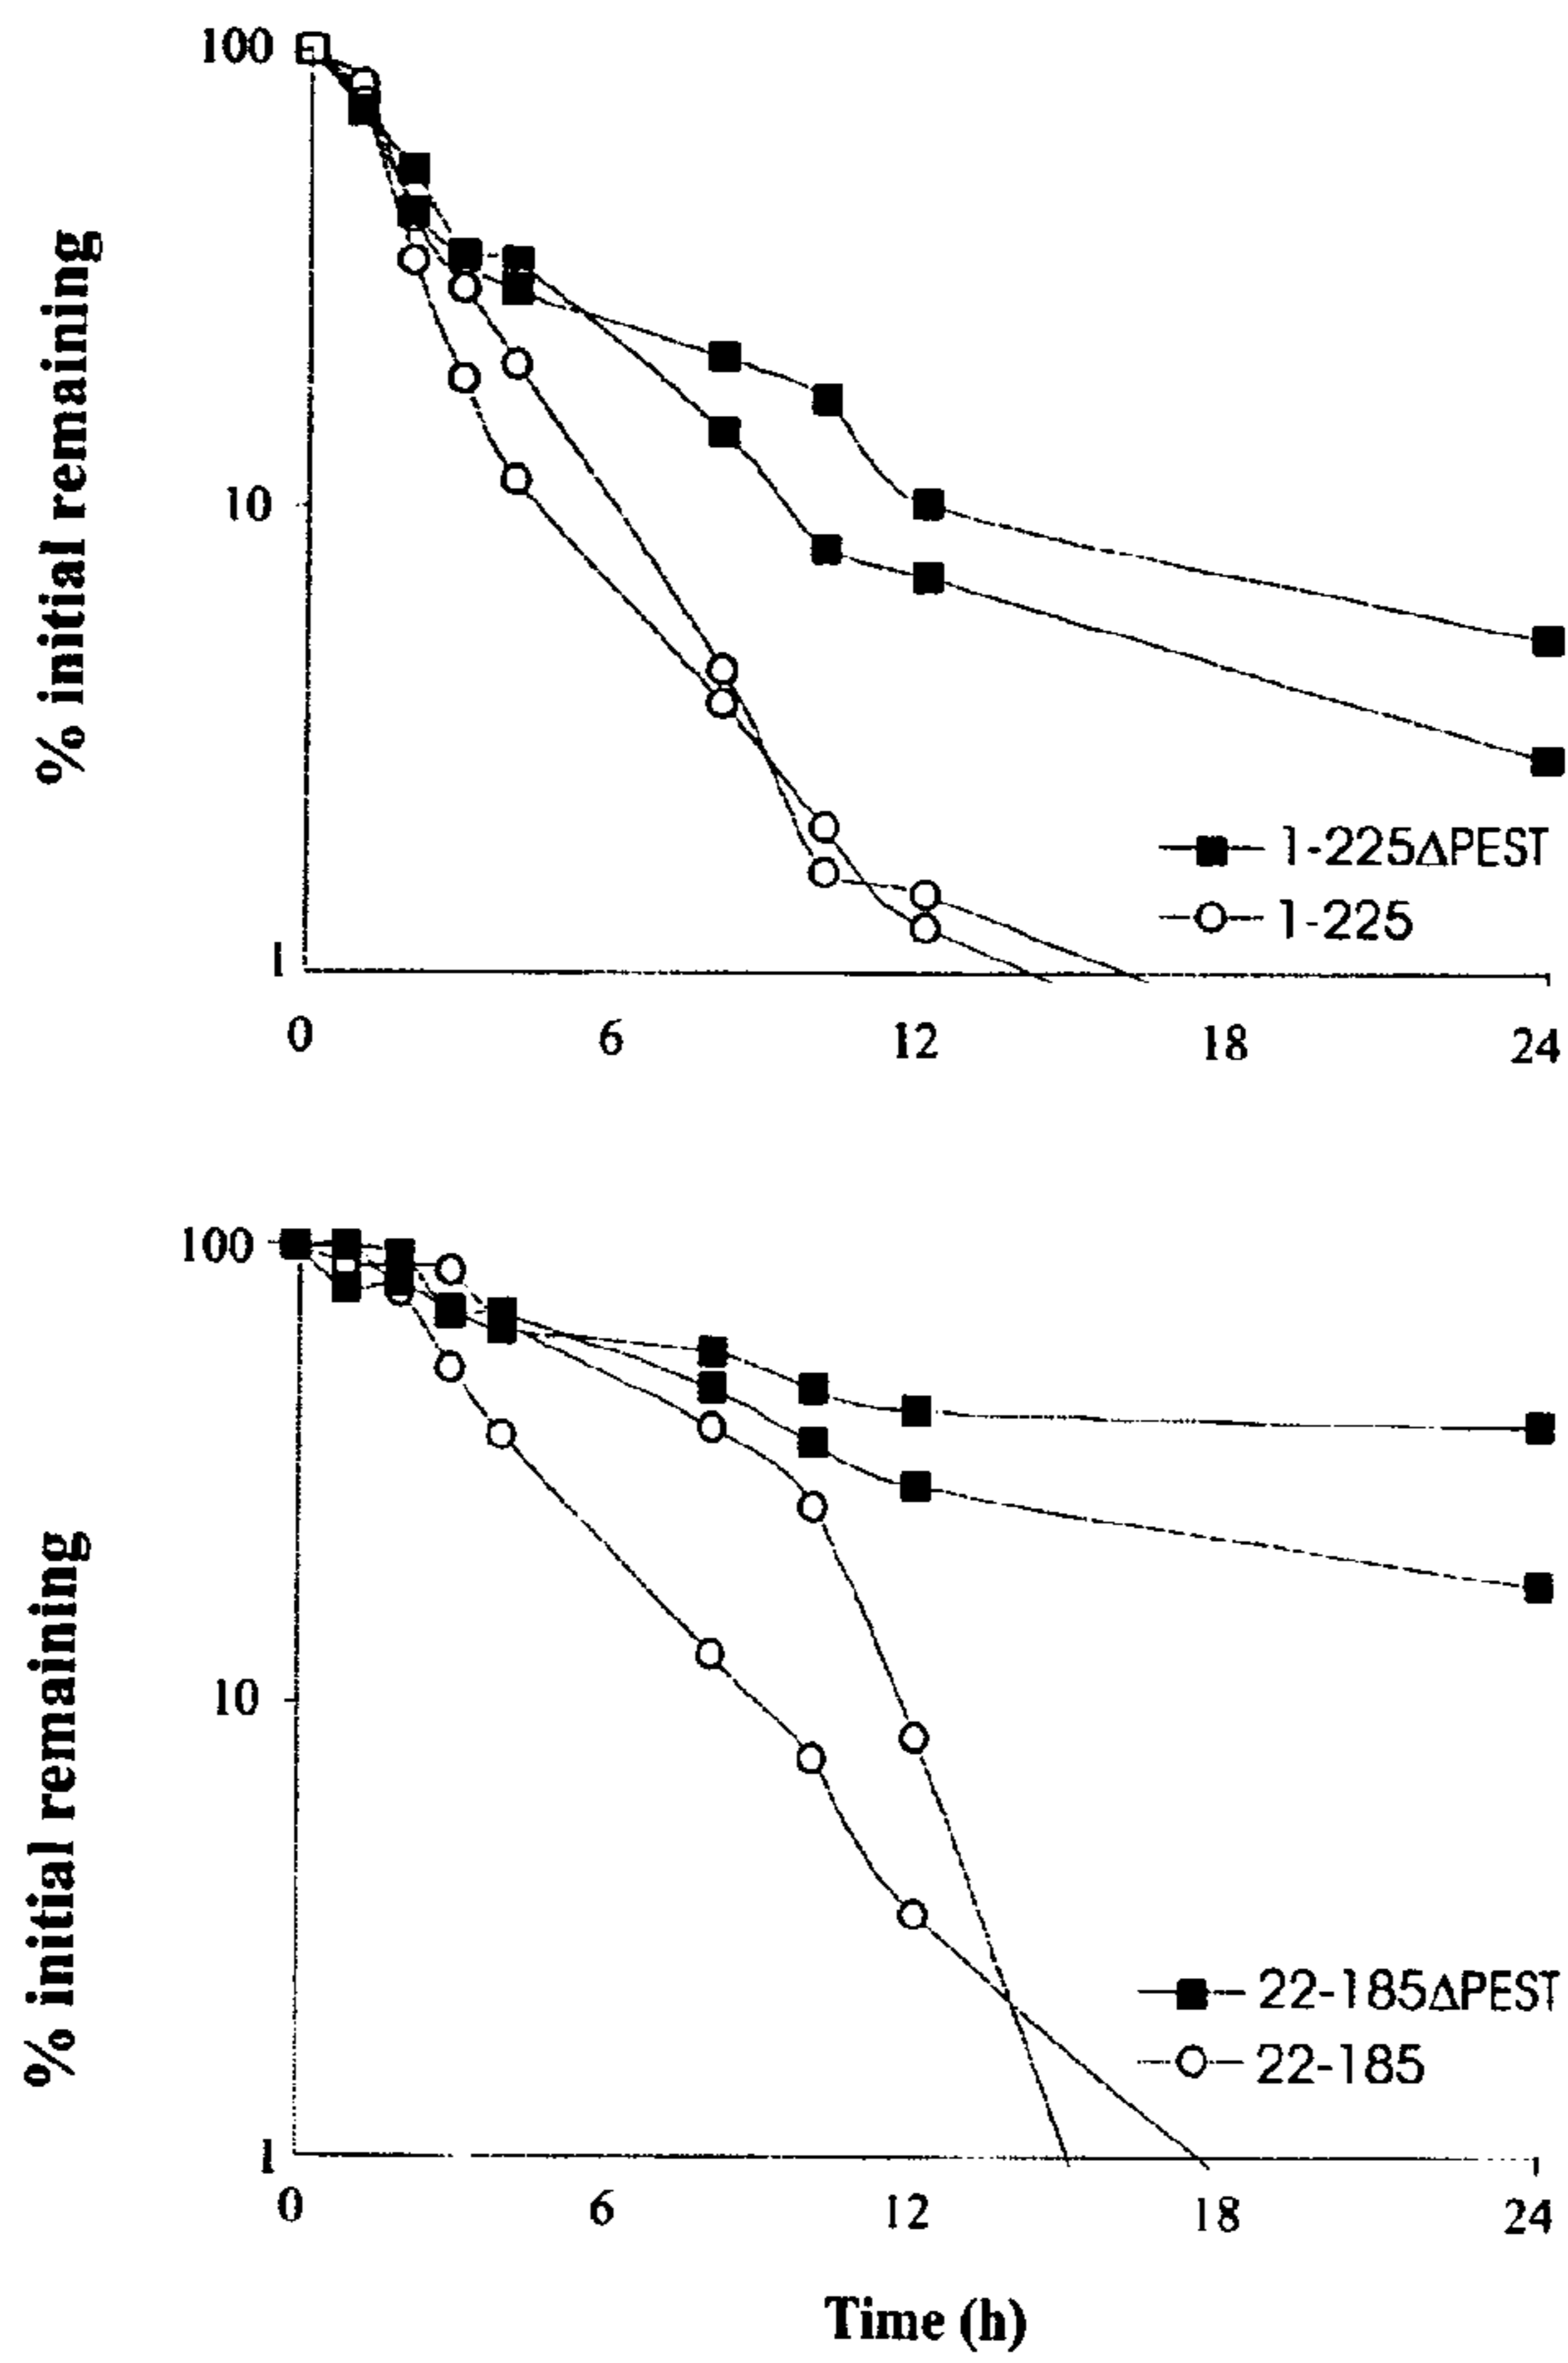 100
% initial remaining
10
1-225ΔPEST
1-225
1
0 6 12 18 24
100
% initial remaining
10
22-185ΔPEST
22-185
1
0 6 12 18 24
Time (h)